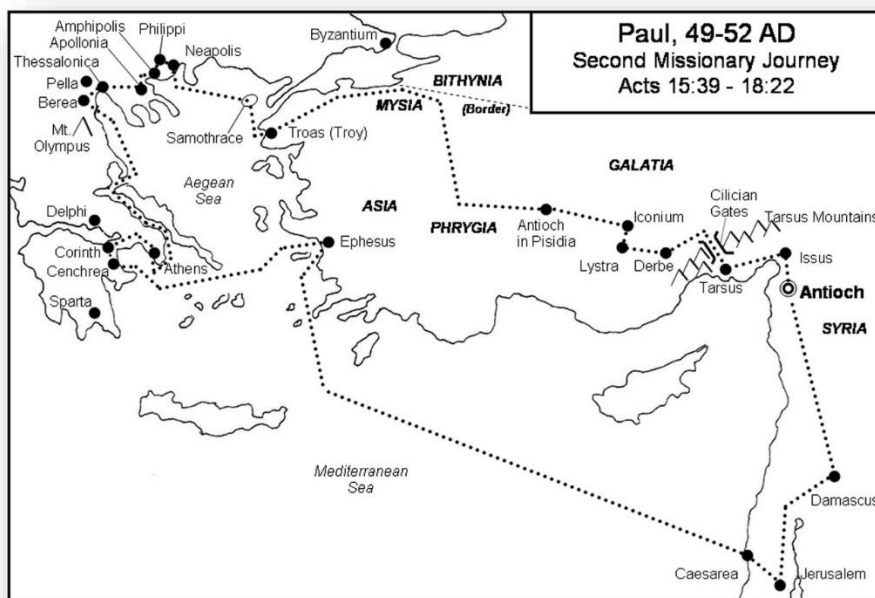 Paul, 49-52 AD
Second Missionary Journey
Acts 15:39 - 18:22
Philippi
Amphipolis
Apollonia
Neapolis
Byzantium
Thessalonica
Pella
Berea
BITHYNIA
MYSIA
(Border)
Samothrace
Troas (Troy)
Mt.
Olympus
Aegean
Sea
GALATIA
ASIA
PHRYGIA
Antioch
in Pisidia
Iconium
Cilician
Gates
Tarsus Mountains
Delphi
Ephesus
Corinth
Cenchrea
Athens
Lystra
Derbe
Tarsus
Issus
Antioch
Sparta
SYRIA
Mediterranean
Sea
Damascus
Caesarea
Jerusalem